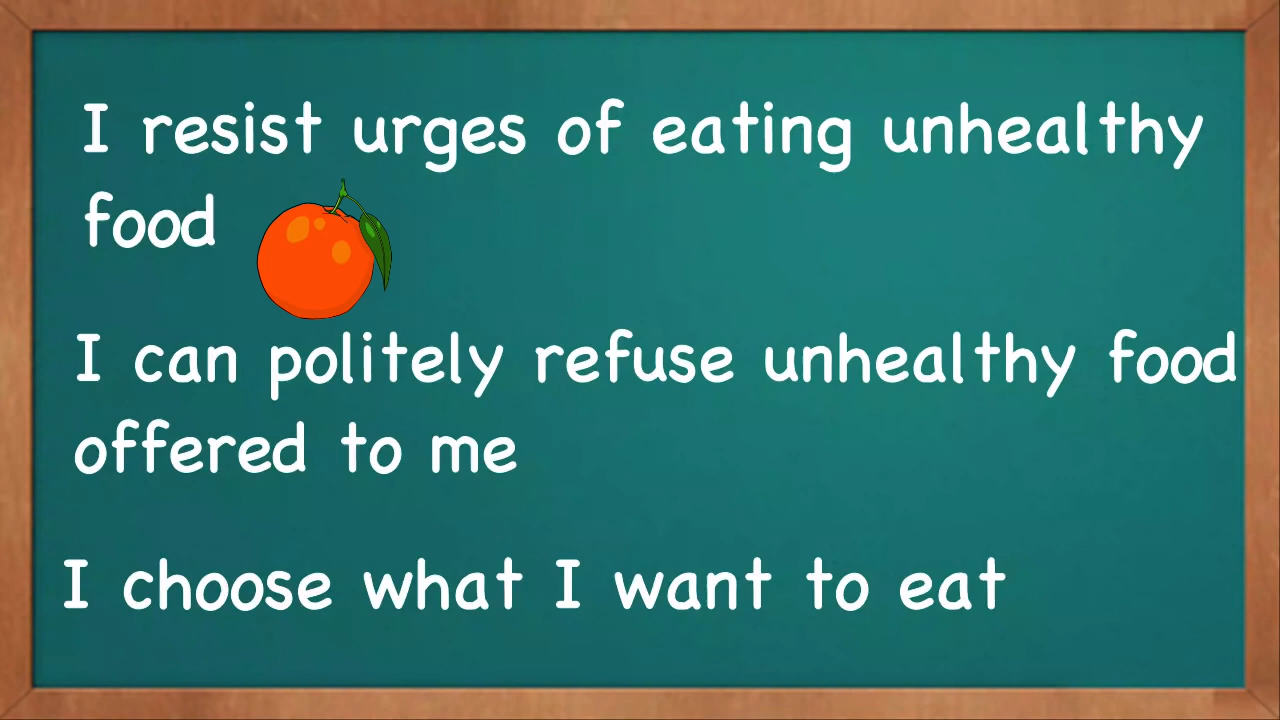 I resist urges of eating unhealthy
food
I can politely refuse unhealthy food
offered to me
I choose what I want to eat